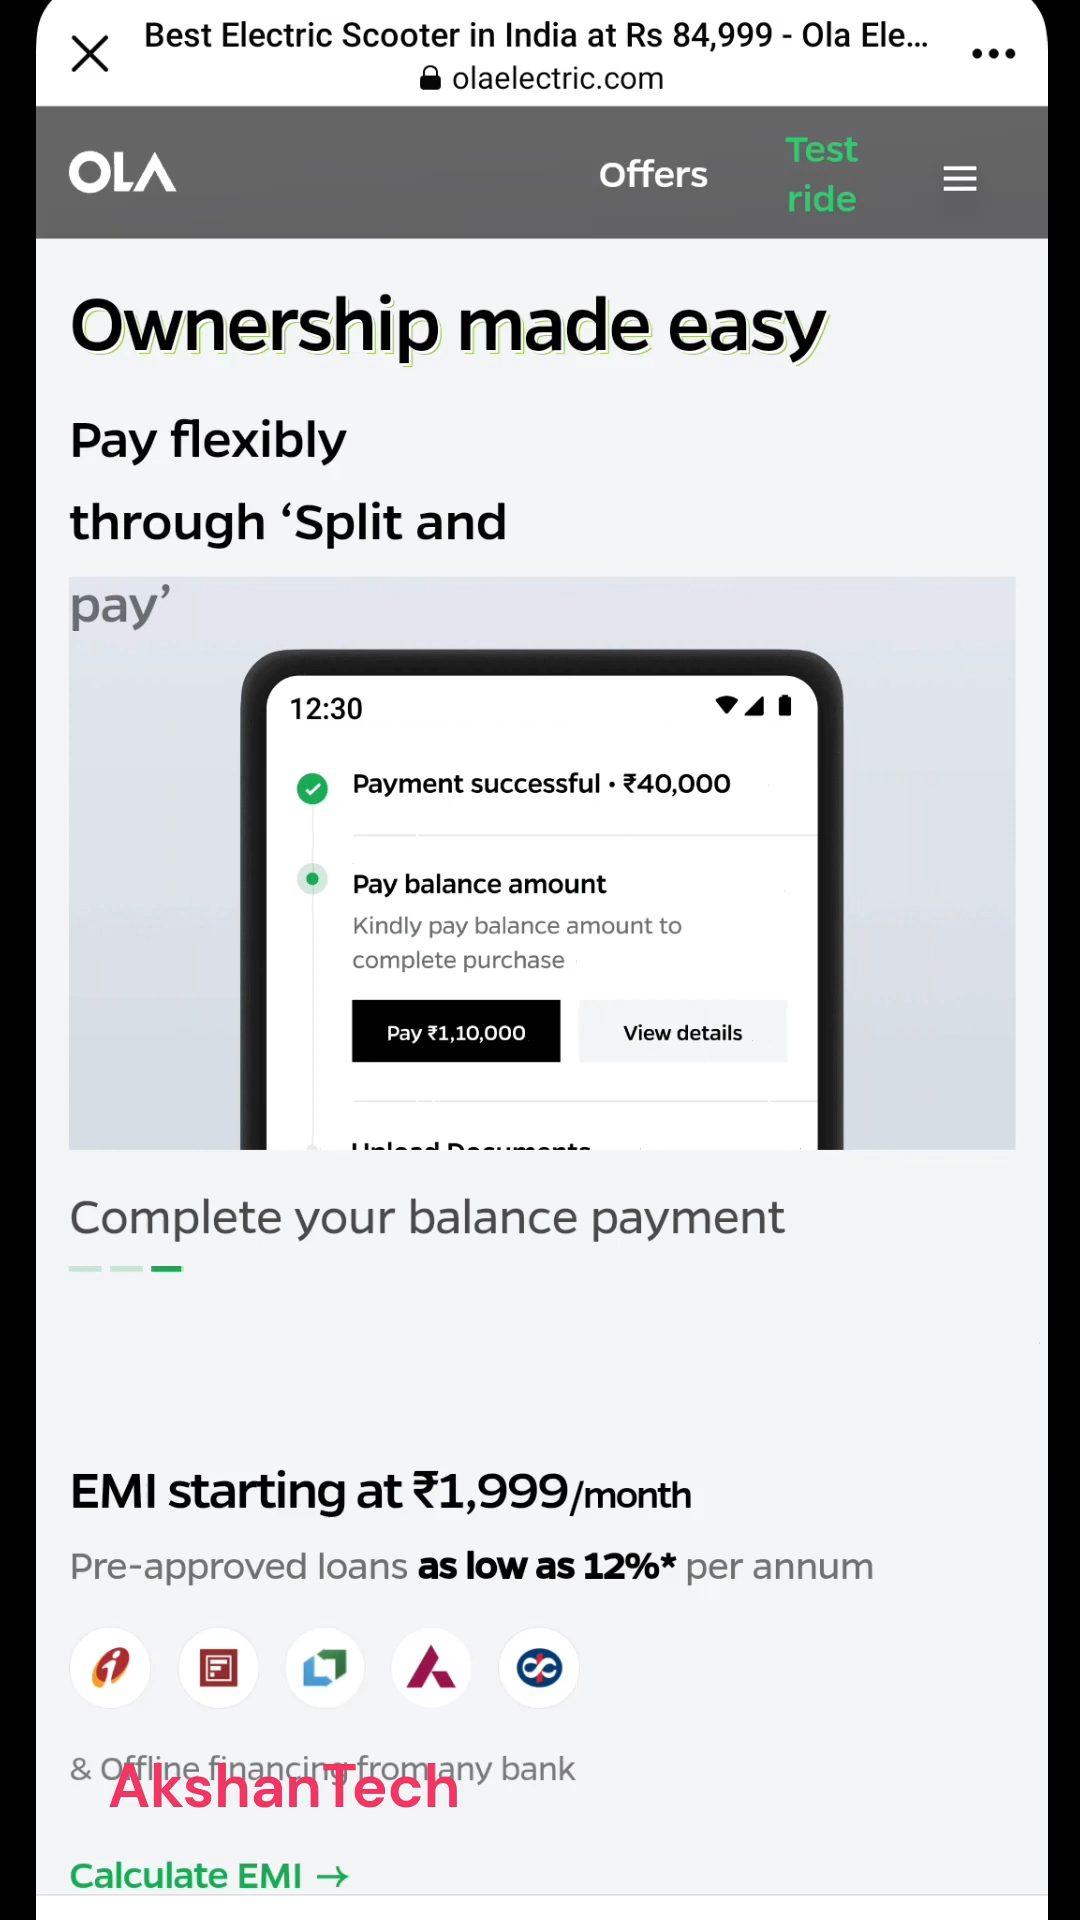 Best Electric Scooter in India at Rs 84,999 - Ola Ele...
olaelectric.com
OLA
Offers
Test
ride
Ownership made easy
Pay flexibly
through ‘Split and
pay’
12:30
Payment successful • ₹40,000
Pay balance amount
Kindly pay balance amount to
complete purchase
Pay ₹1,10,000
View details
Upload Documents
Complete your balance payment
EMI starting at ₹1,999/month
Pre-approved loans as low as 12%* per annum
& Offline financing from any bank
AkshanTech
Calculate EMI →